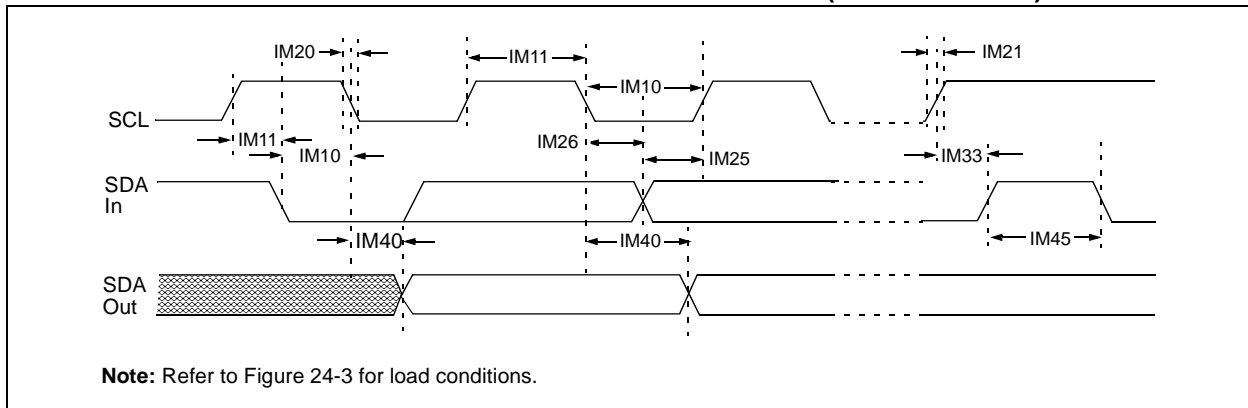 IM20
IM11
IM21
IM10
SCL
IM11
IM26
IM10
IM25
IM33
SDA
In
IM40
IM40
IM45
SDA
Out
Note: Refer to Figure 24-3 for load conditions.